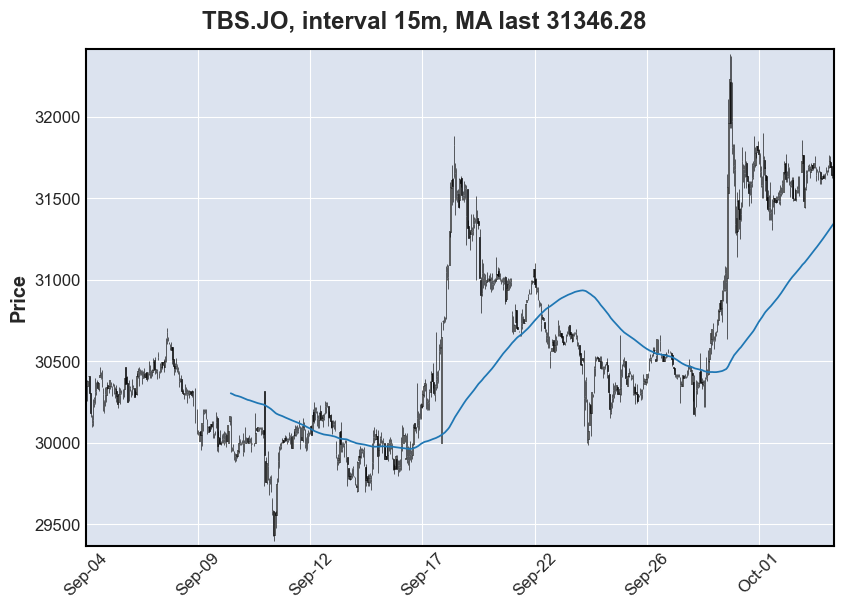 TBS.JO, interval 15m, MA last 31346.28
32000
31500
31000
30500
30000
29500
Price
Sep-04
Sep-09
Sep-12
Sep-17
Sep-22
Sep-26
Oct-01